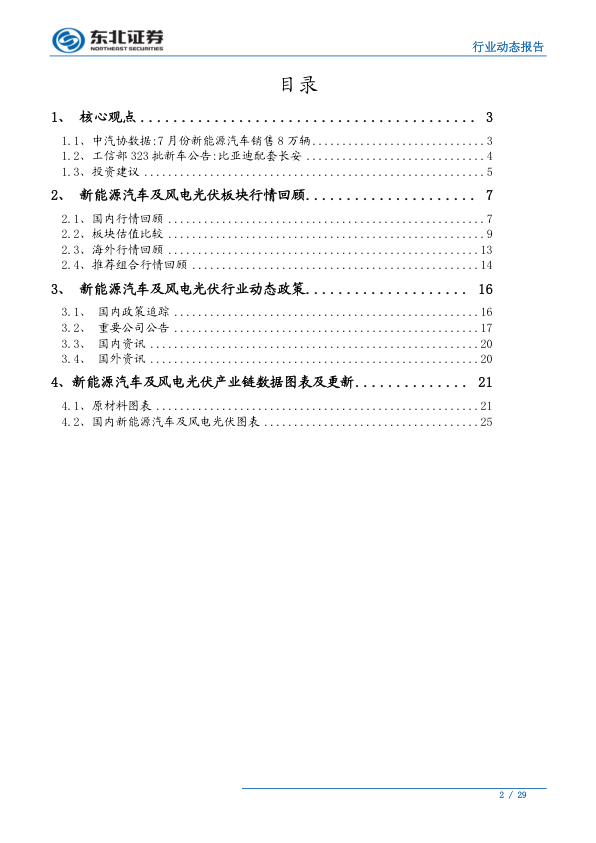 东北证券
NORTHEAST SECURITIES
行业动态报告
目录
1、 核心观点......................................... 3
1.1、中汽协数据:7 月份新能源汽车销售 8 万辆.............................3
1.2、工信部 323 批新车公告:比亚迪配套长安.............................4
1.3、投资建议........................................................5
2、 新能源汽车及风电光伏板块行情回顾..................... 7
2.1、国内行情回顾.....................................................7
2.2、板块估值比较.....................................................9
2.3、海外行情回顾....................................................13
2.4、推荐组合行情回顾................................................14
3、 新能源汽车及风电光伏行业动态政策.................... 16
3.1、 国内政策追踪...................................................16
3.2、 重要公司公告...................................................17
3.3、 国内资讯.......................................................20
3.4、 国外资讯.......................................................20
4、新能源汽车及风电光伏产业链数据图表及更新.............. 21
4.1、原材料图表......................................................21
4.2、国内新能源汽车及风电光伏图表....................................25
2 / 29